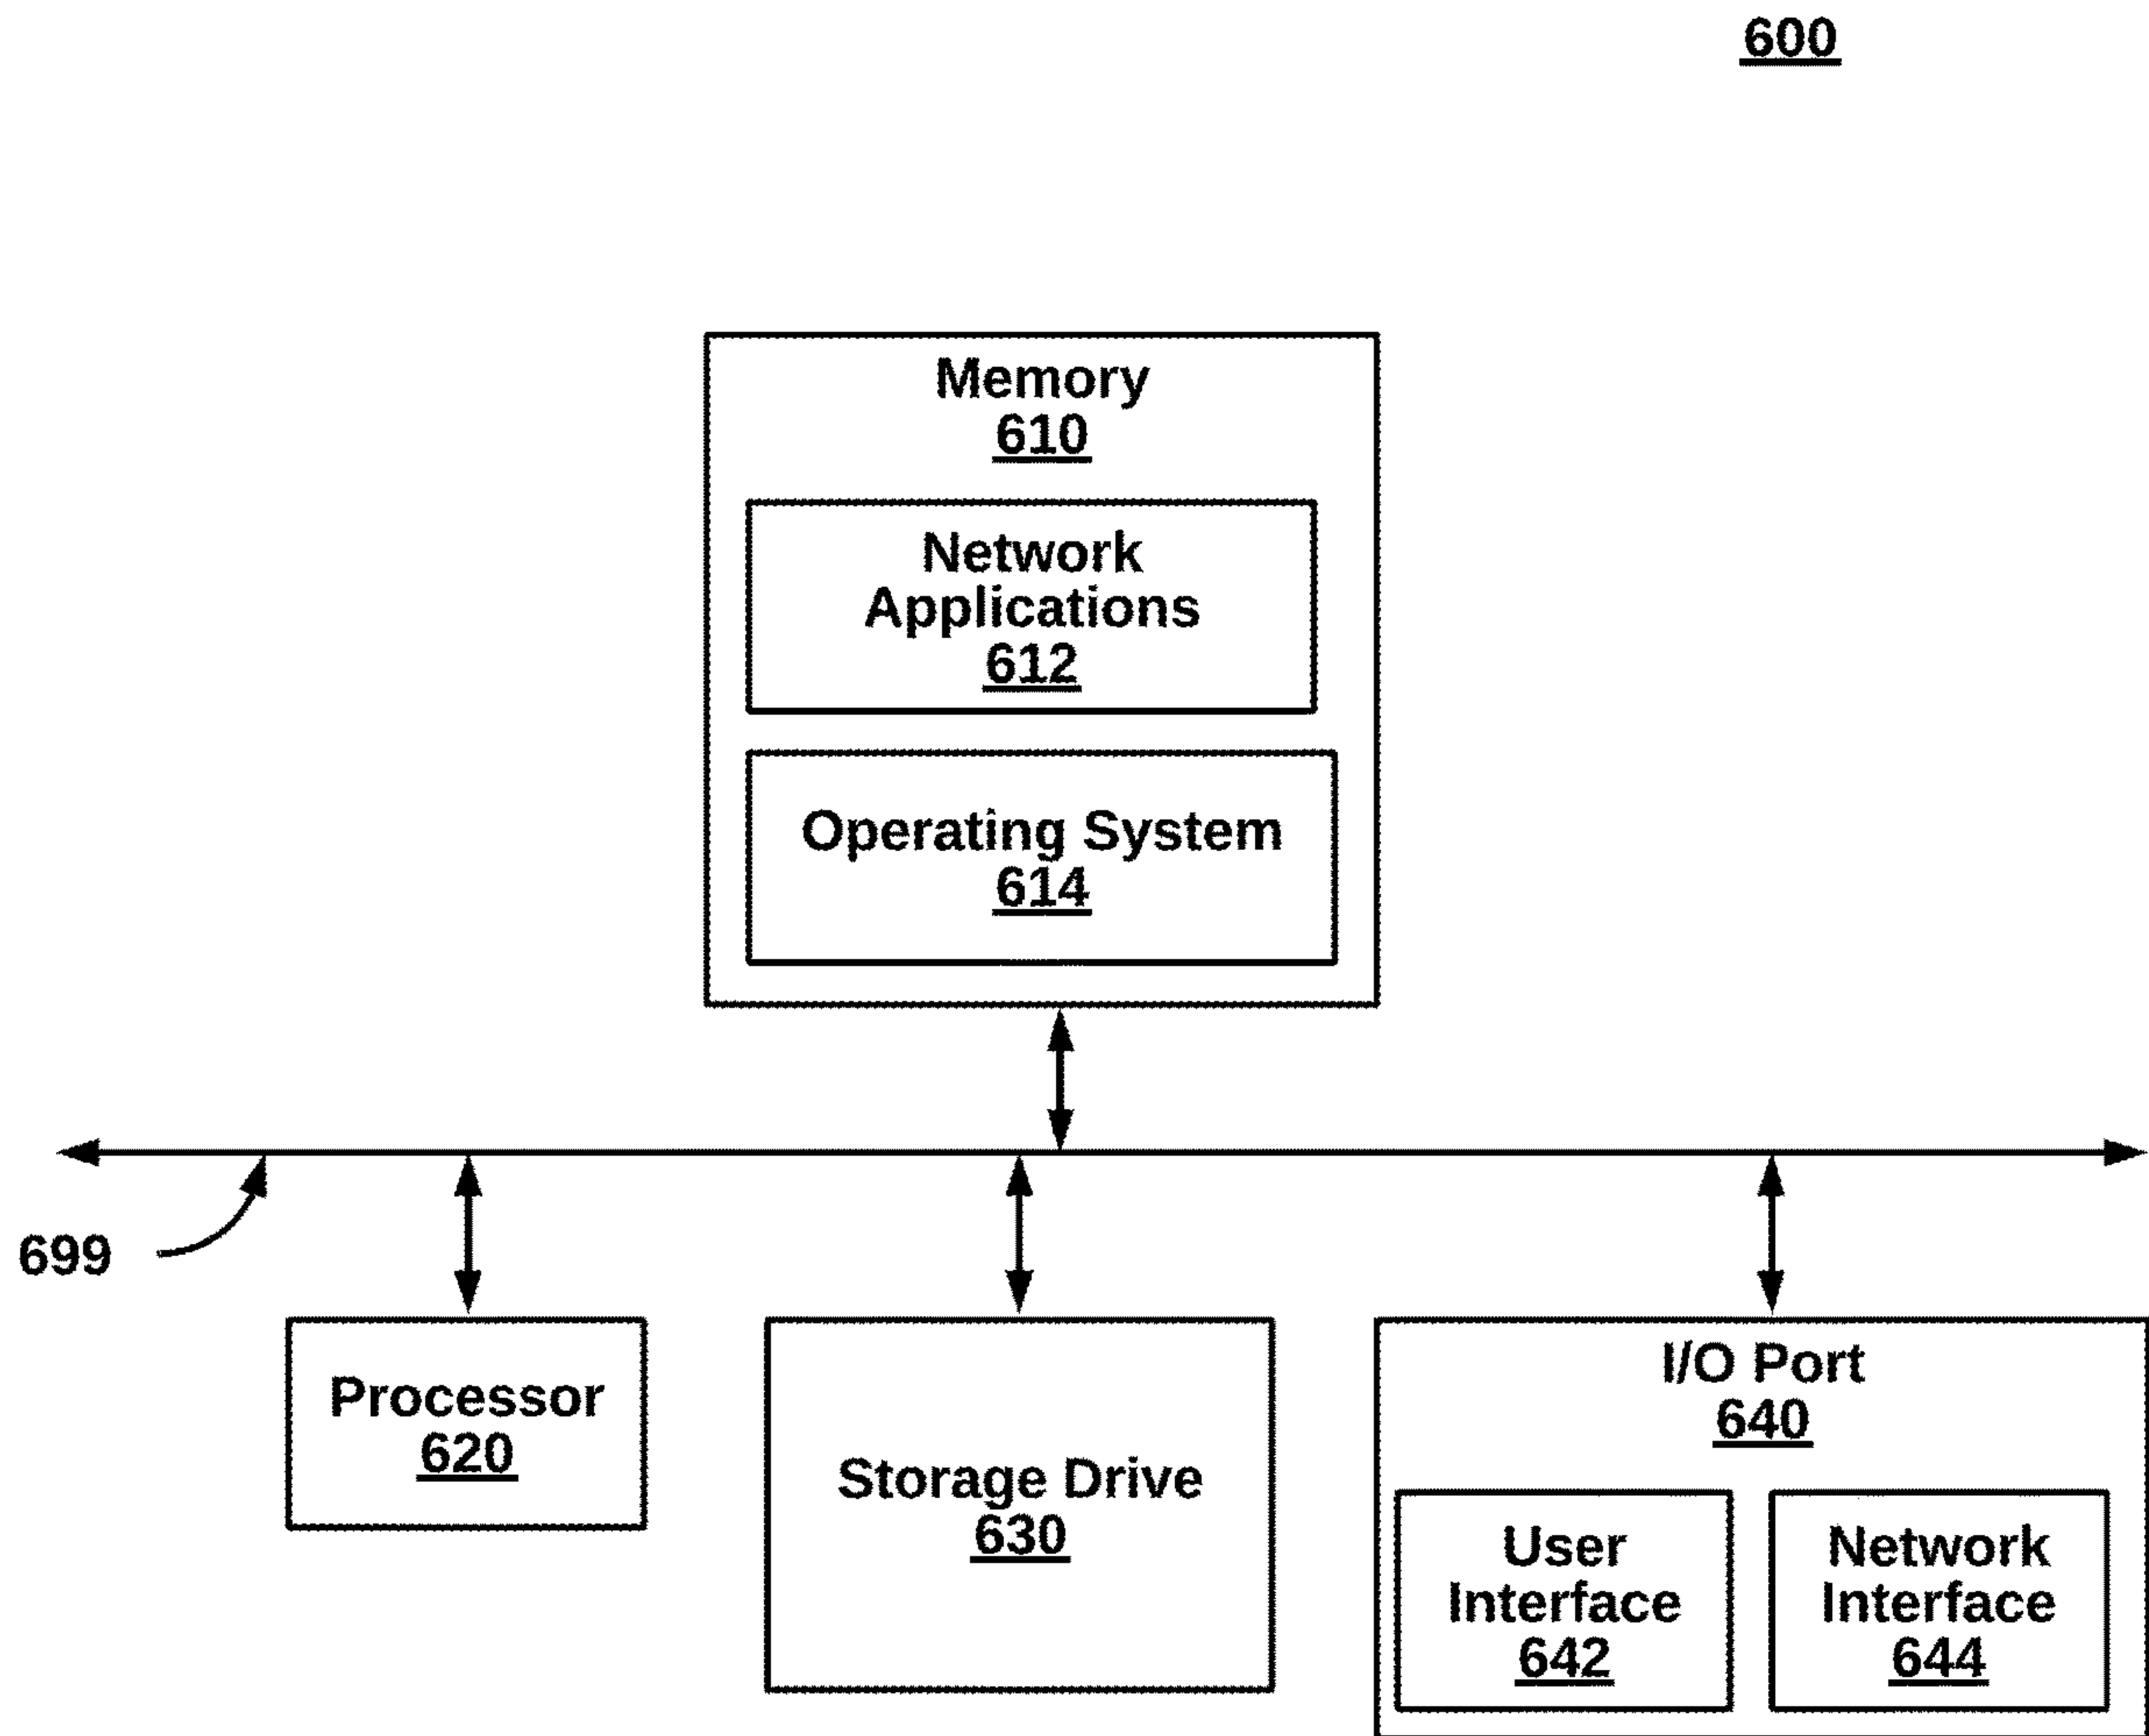 600
Memory
610
Network
Applications
612
Operating System
614
699
Processor
620
Storage Drive
630
I/O Port
640
User
Interface
642
Network
Interface
644